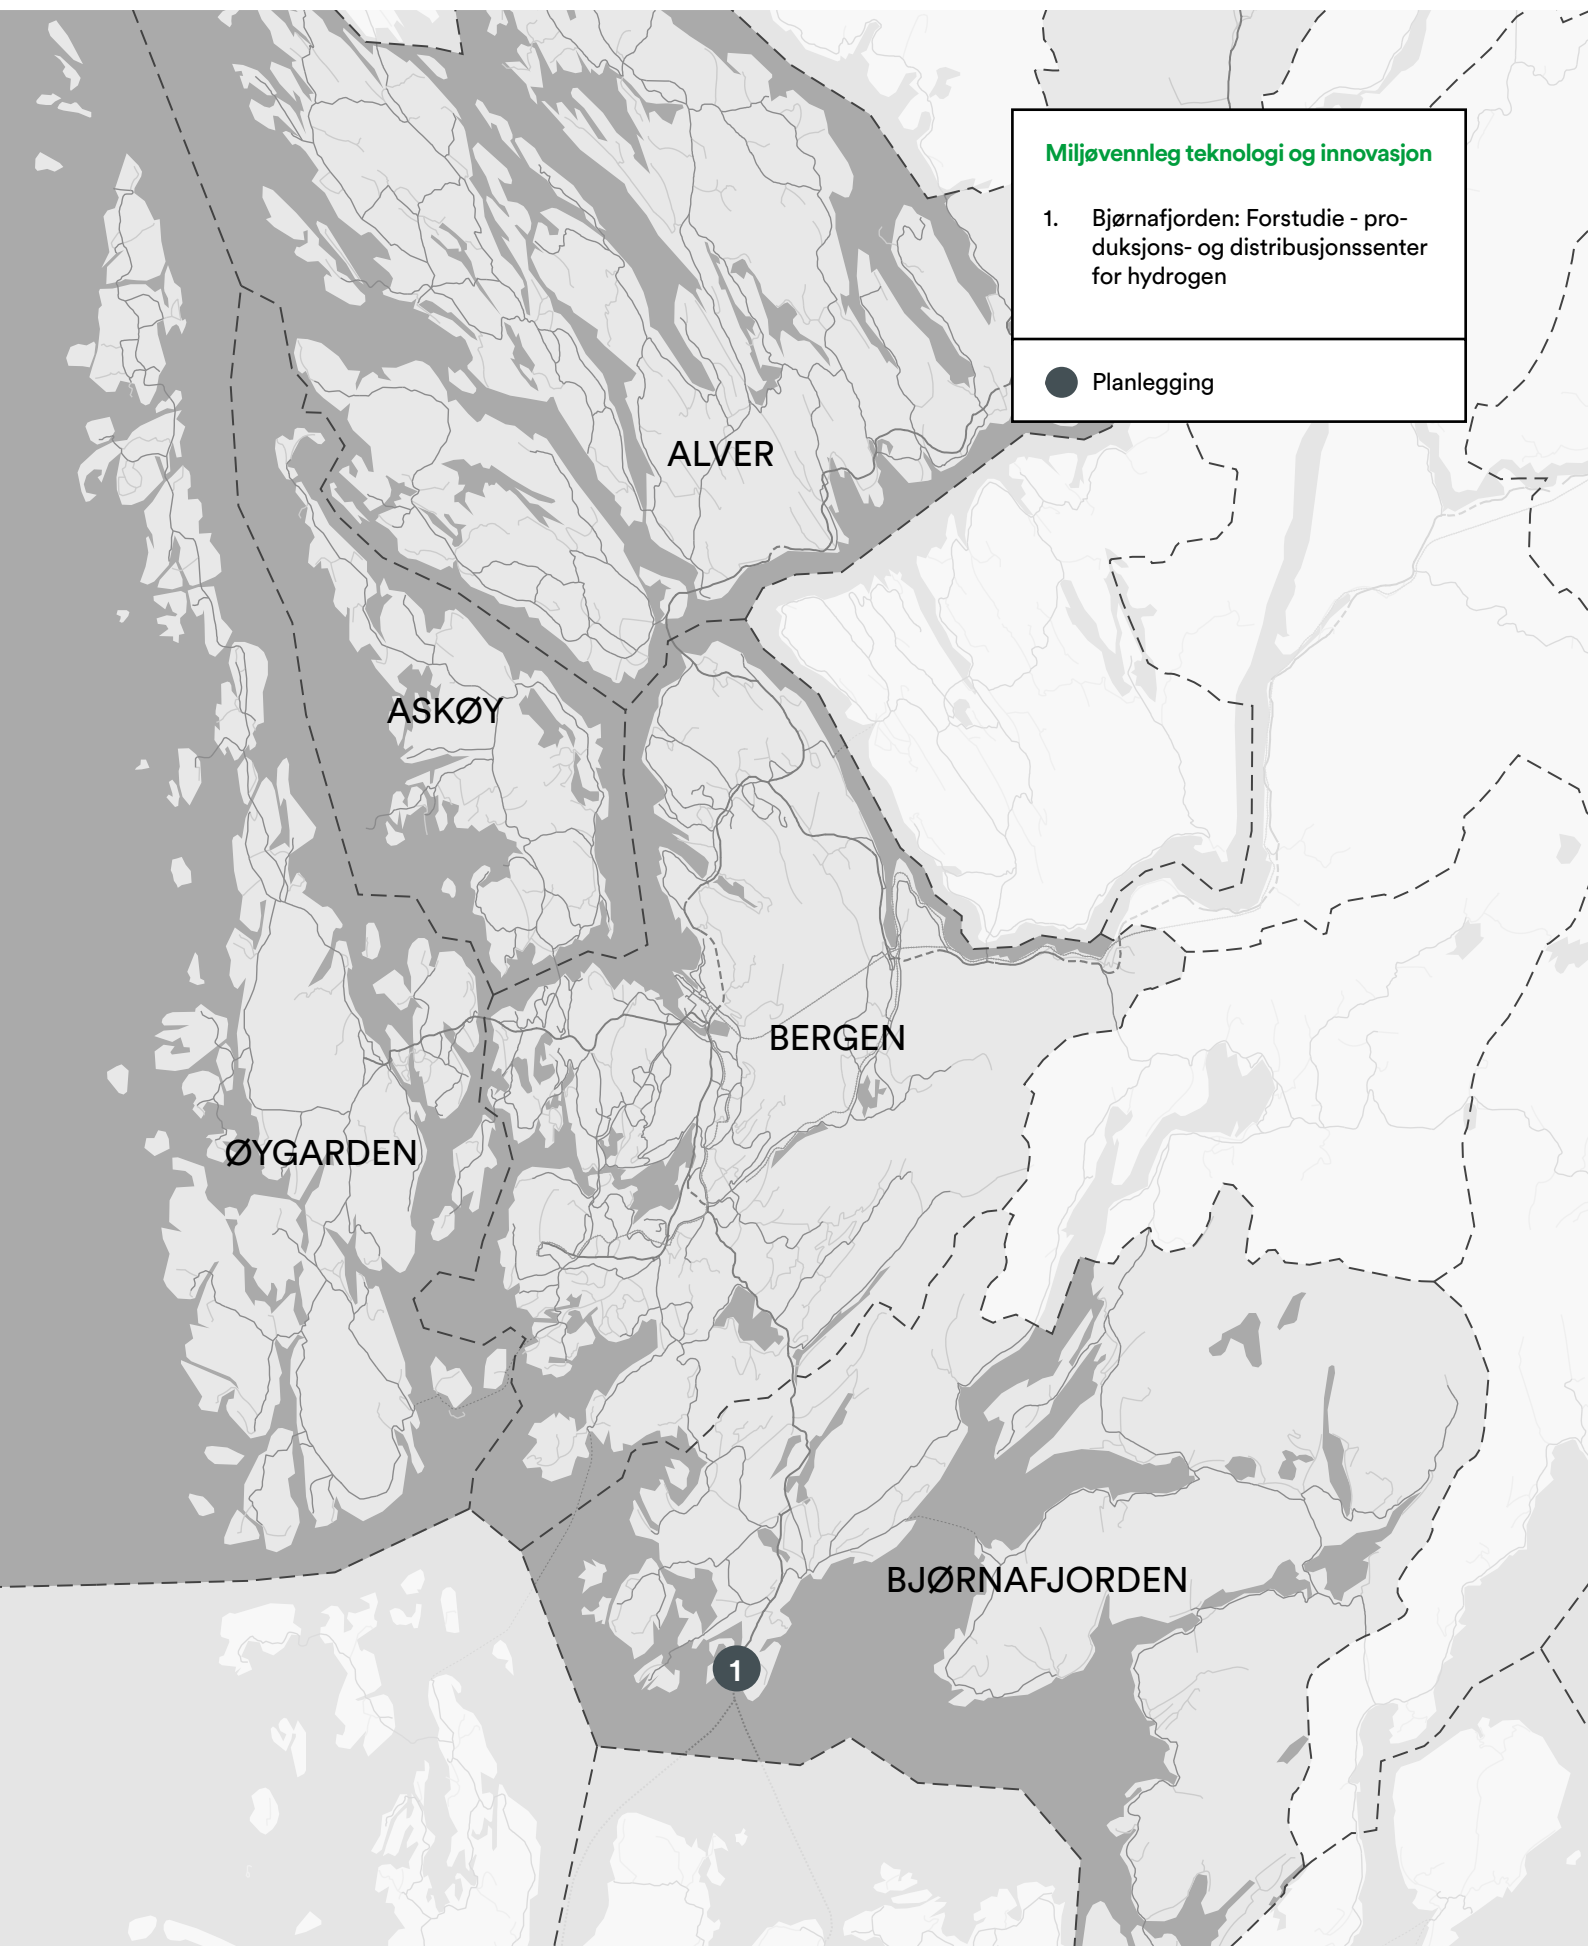 Miljøvennleg teknologi og innovasjon
1. Bjørnafjorden: Forstudie - pro-
duksjons- og distribusjonssenter
for hydrogen
Planlegging
ALVER
ASKØY
BERGEN
ØYGARDEN
BJØRNAFJORDEN
1